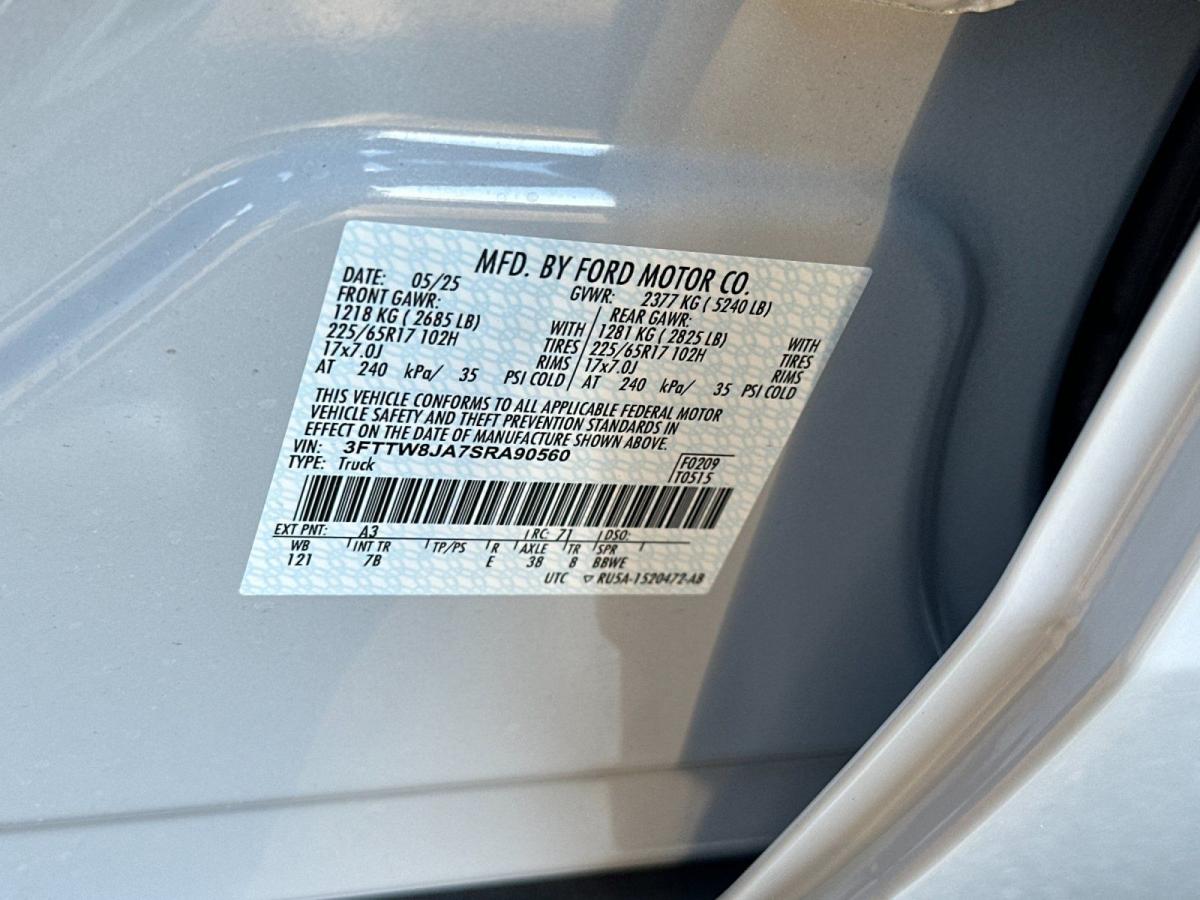 MFD. BY FORD MOTOR CO.
DATE: 05/25 GVWR: 2377 KG ( 5240 LB)
FRONT GAWR: REAR GAWR:
1218 KG ( 2685 LB) WITH 1281 KG ( 2825 LB) WITH
225/65R17 102H TIRES 225/65R17 102H TIRES
17x7.0J RIMS 17x7.0J RIMS
AT 240 kPa/ 35 PSI COLD AT 240 kPa/ 35 PSI COLD
THIS VEHICLE CONFORMS TO ALL APPLICABLE FEDERAL MOTOR
VEHICLE SAFETY AND THEFT PREVENTION STANDARDS IN
EFFECT ON THE DATE OF MANUFACTURE SHOWN ABOVE.
VIN: 3FTTW8JA7SRA90560
TYPE: Truck F0209
T0515
EXT PNT: A3 RC: 71 DSO:
WB INT TR TP/PS R AXLE TR SPR
121 7B E 38 8 BBWE
UTC ▽ RU5A-1520472-AB